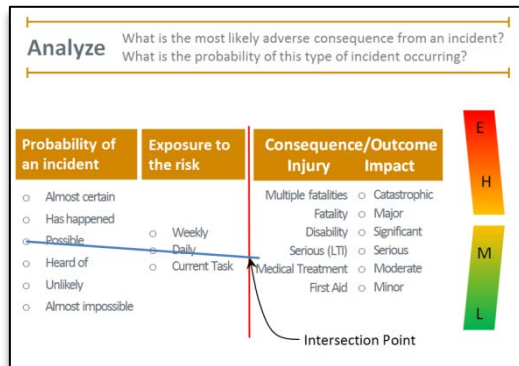 Analyze
What is the most likely adverse consequence from an incident?
What is the probability of this type of incident occurring?
Probability of
an incident
Exposure to
the risk
Consequence/Outcome
Injury Impact
Almost certain
Has happened
Possible
Heard of
Unlikely
Almost impossible
Weekly
Daily
Current Task
Multiple fatalities Catastrophic
Fatality Major
Disability Significant
Serious (LTI) Serious
Medical Treatment Moderate
First Aid Minor
E
H
M
L
Intersection Point